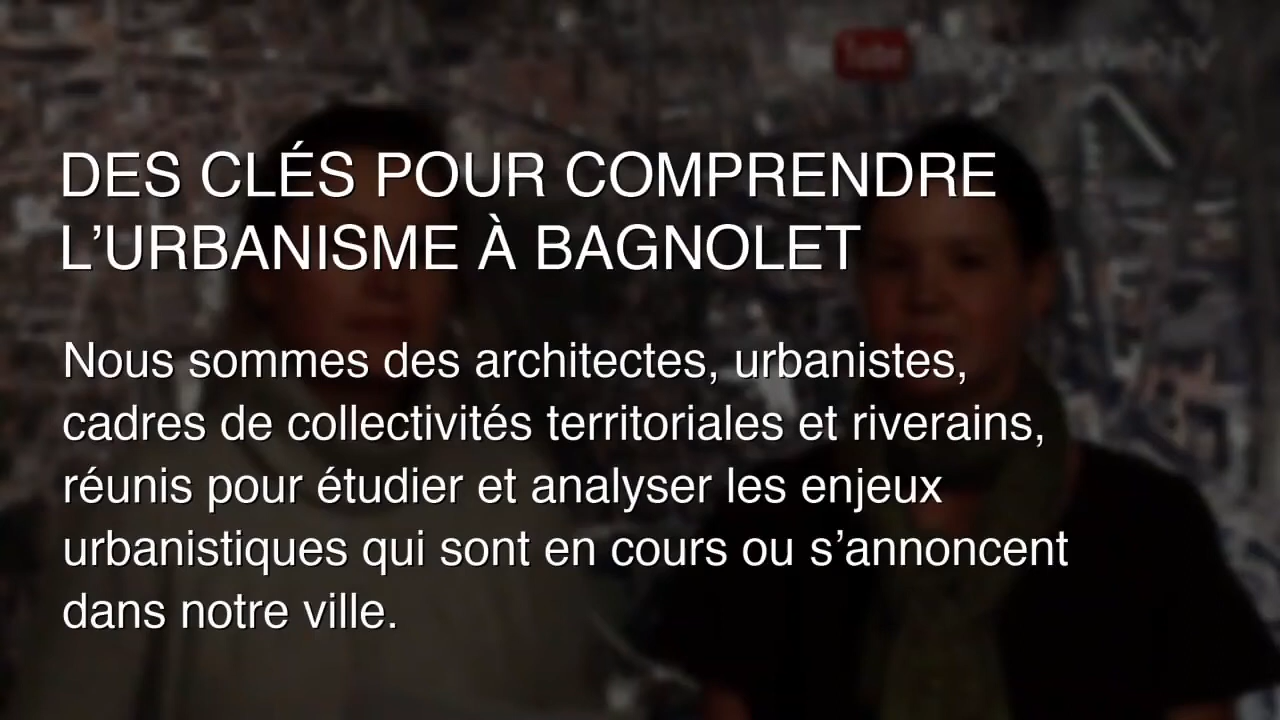 Tube
DES CLÉS POUR COMPRENDRE
L’URBANISME À BAGNOLET
Nous sommes des architectes, urbanistes,
cadres de collectivités territoriales et riverains,
réunis pour étudier et analyser les enjeux
urbanistiques qui sont en cours ou s’annoncent
dans notre ville.